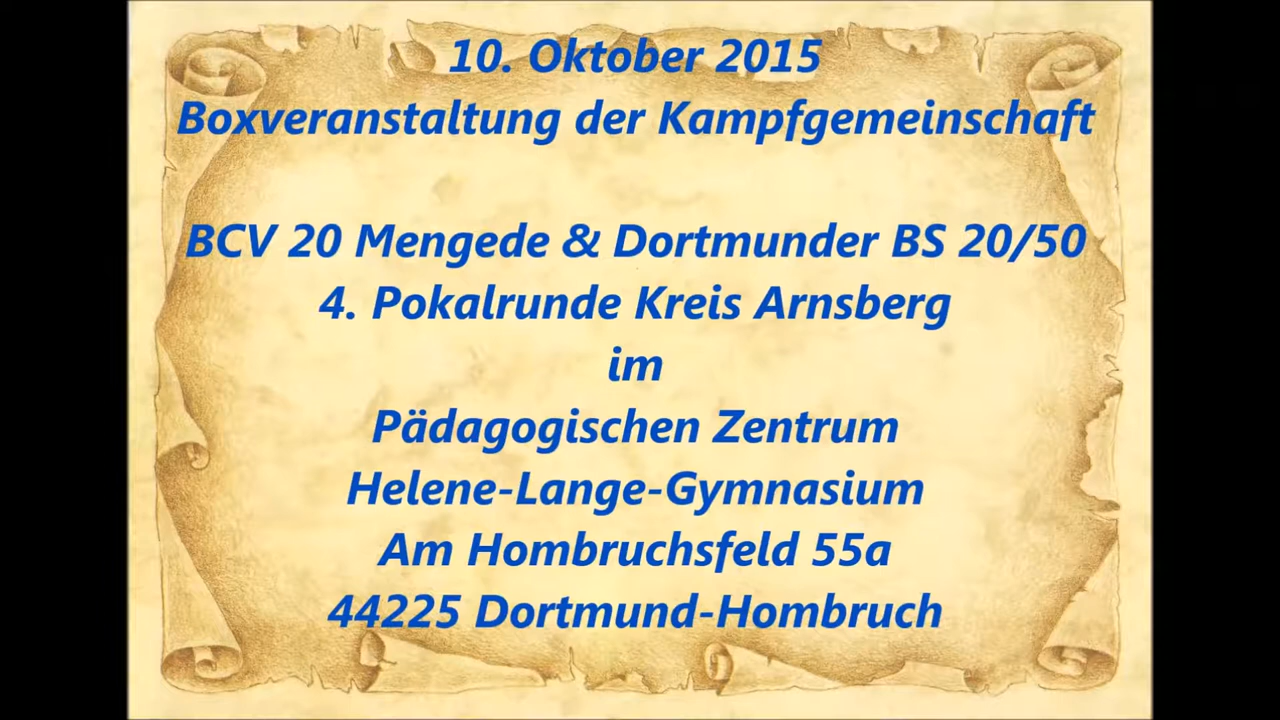 10. Oktober 2015
Boxveranstaltung der Kampfgemeinschaft
BCV 20 Mengede & Dortmunder BS 20/50
4. Pokalrunde Kreis Arnsberg
im
Pädagogischen Zentrum
Helene-Lange-Gymnasium
Am Hombruchsfeld 55a
44225 Dortmund-Hombruch